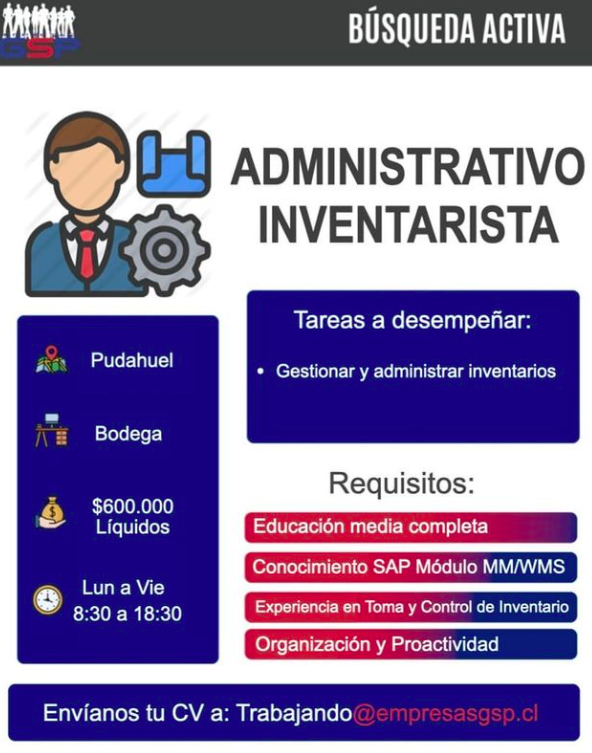 GSP
BÚSQUEDA ACTIVA
ADMINISTRATIVO
INVENTARISTA
Pudahuel
Bodega
$600.000
Líquidos
Lun a Vie
8:30 a 18:30
Tareas a desempeñar:
• Gestionar y administrar inventarios
Requisitos:
Educación media completa
Conocimiento SAP Módulo MM/WMS
Experiencia en Toma y Control de Inventario
Organización y Proactividad
Envíanos tu CV a: Trabajando@empresasgsp.cl